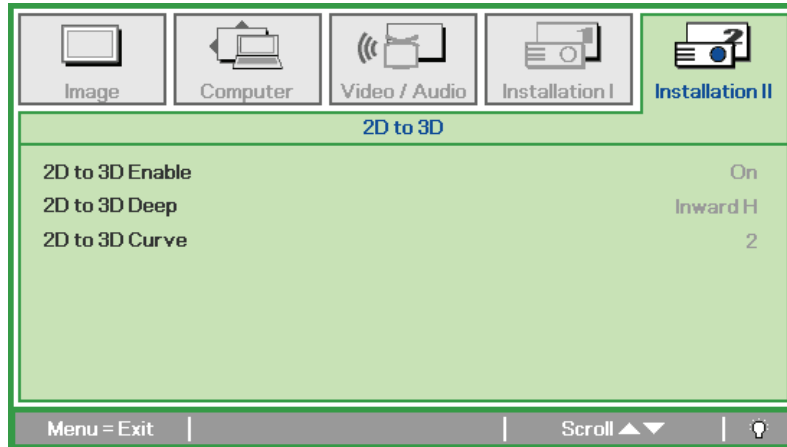 Image Computer Video / Audio Installation I Installation II
2D to 3D
2D to 3D Enable On
2D to 3D Deep Inward H
2D to 3D Curve 2
Menu = Exit Scroll ▲▼